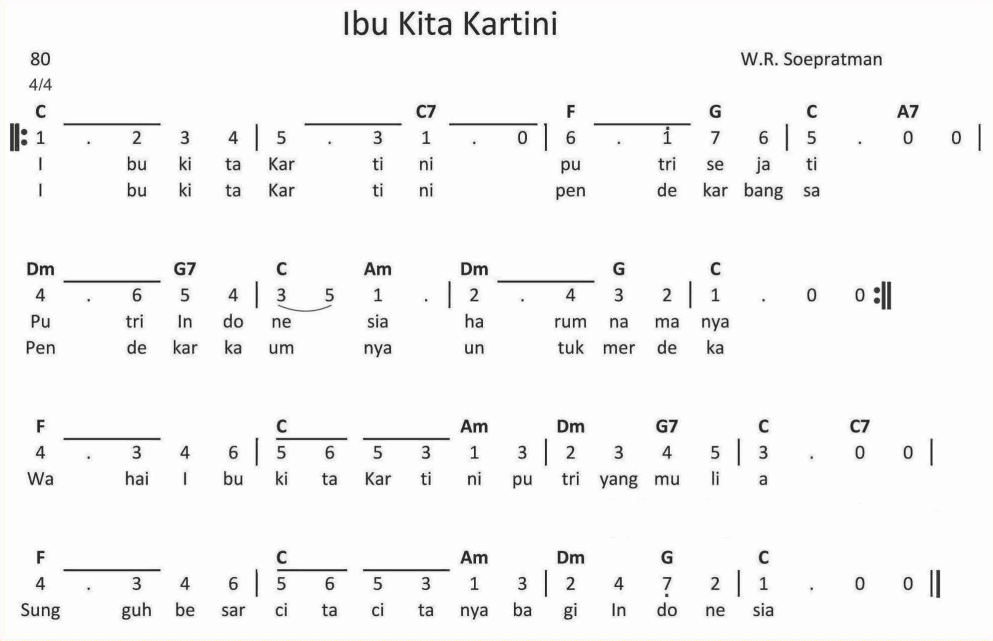 Ibu Kita Kartini
80 W.R. Soepratman
4/4
C C7 F G C A7
‖: 1 . 2 3 4 | 5 . 3 1 . 0 | 6 . 1̇ 7 6 | 5 . 0 0 |
I bu ki ta Kar ti ni pu tri se ja ti
I bu ki ta Kar ti ni pen de kar bang sa
Dm G7 C Am Dm G C
4 . 6 5 4 | 3 5 1 . | 2 . 4 3 2 | 1 . 0 0 :‖
Pu tri In do ne sia ha rum na ma nya
Pen de kar ka um nya un tuk mer de ka
F C Am Dm G7 C C7
4 . 3 4 6 | 5 6 5 3 1 3 | 2 3 4 5 | 3 . 0 0 |
Wa hai I bu ki ta Kar ti ni pu tri yang mu li a
F C Am Dm G C
4 . 3 4 6 | 5 6 5 3 1 3 | 2 4 7̣ 2 | 1 . 0 0 ‖
Sung guh be sar ci ta ci ta nya ba gi In do ne sia